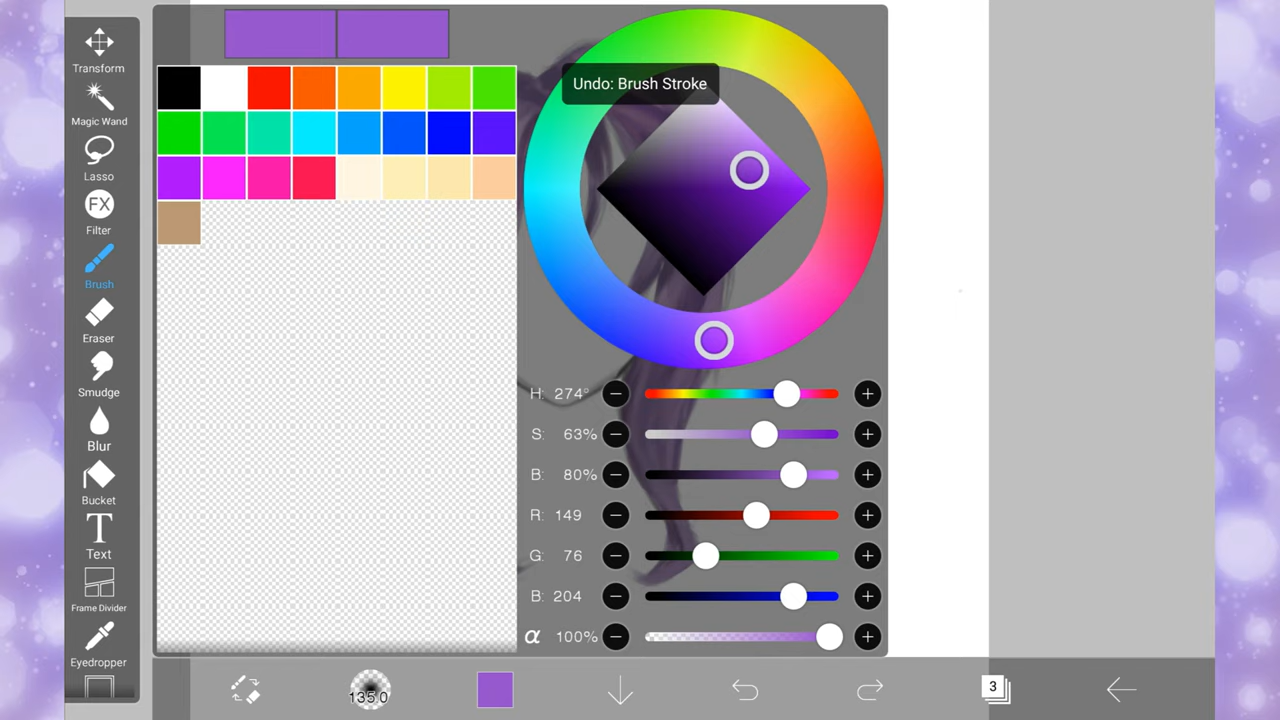 Transform
Magic Wand
Lasso
FX
Filter
Brush
Eraser
Smudge
Blur
Bucket
T
Text
Frame Divider
Eyedropper
Undo: Brush Stroke
H: 274°
S: 63%
B: 80%
R: 149
G: 76
B: 204
α 100%
135.0
3